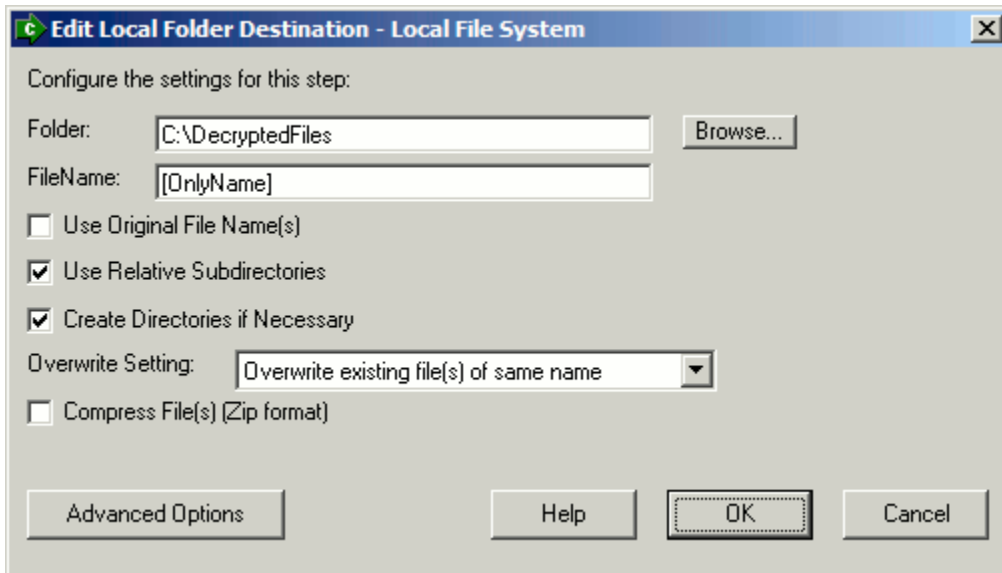 Edit Local Folder Destination - Local File System
Configure the settings for this step:
Folder: C:\DecryptedFiles Browse...
FileName: [OnlyName]
Use Original File Name(s)
Use Relative Subdirectories
Create Directories if Necessary
Overwrite Setting: Overwrite existing file(s) of same name
Compress File(s) (Zip format)
Advanced Options Help OK Cancel